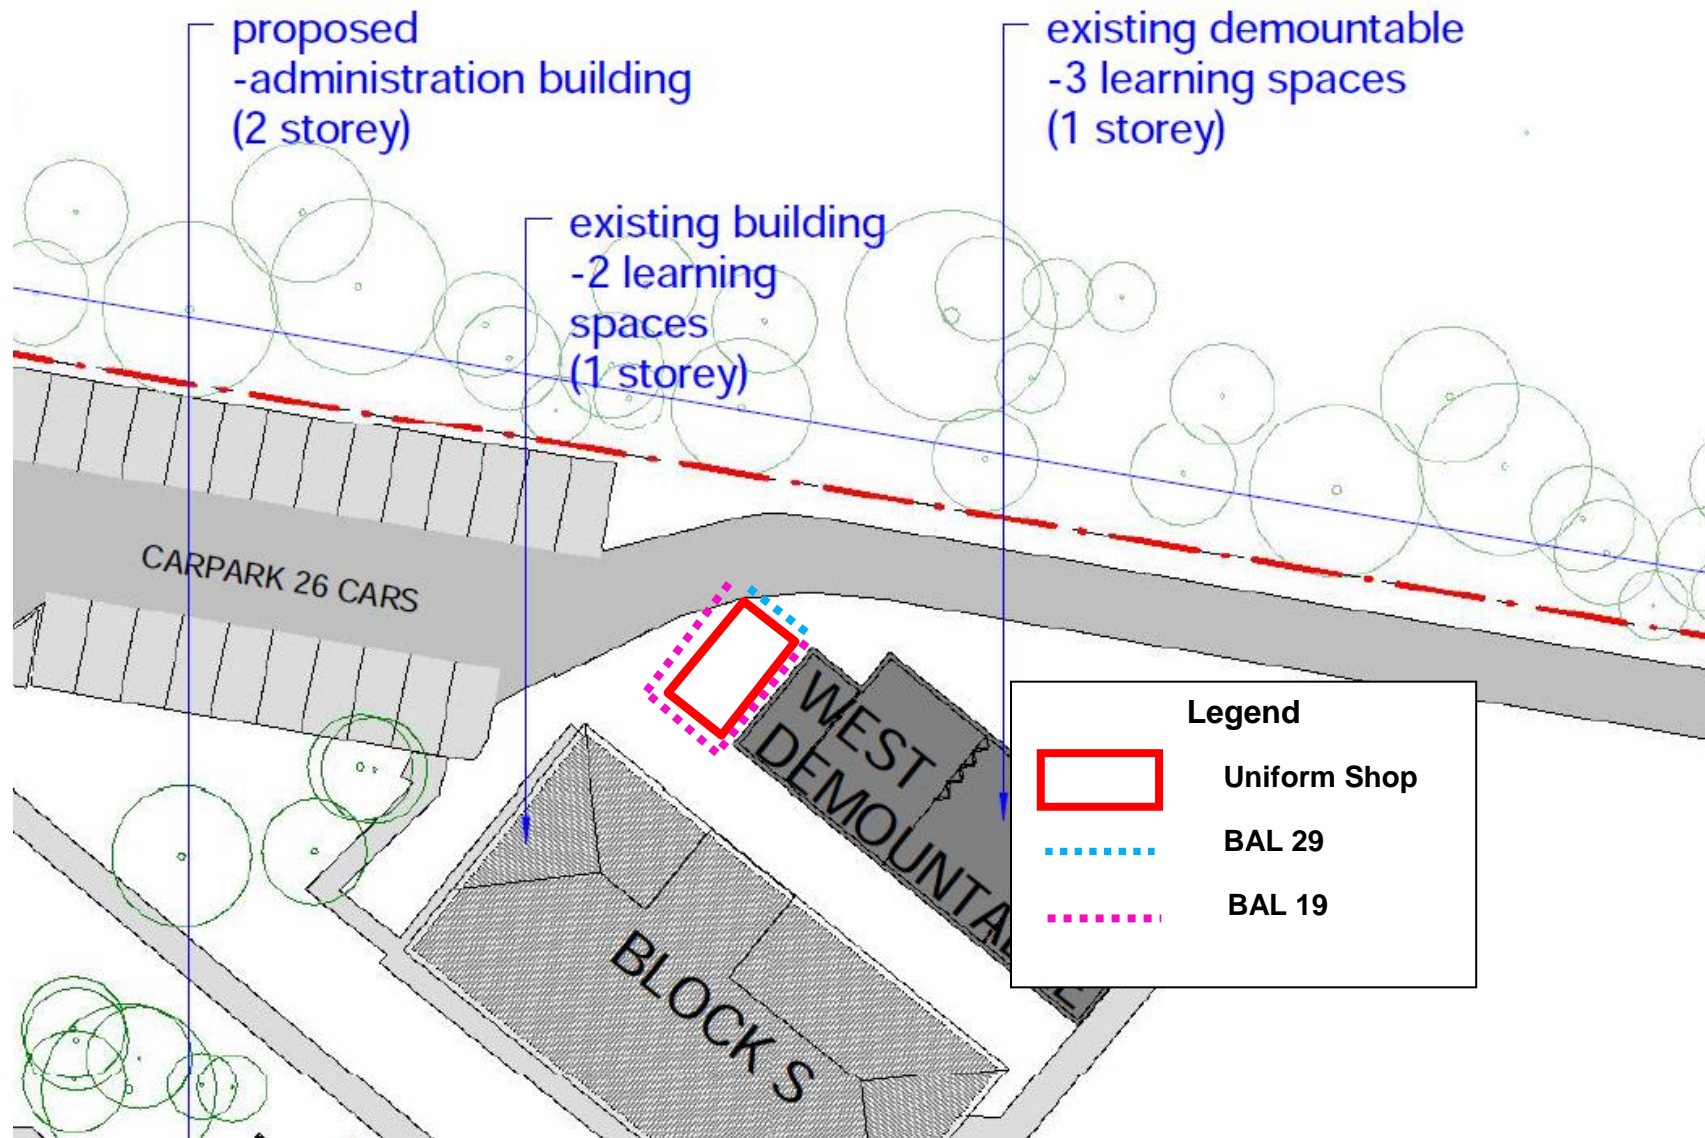 proposed
-administration building
(2 storey)
existing demountable
-3 learning spaces
(1 storey)
existing building
-2 learning
spaces
(1 storey)
CARPARK 26 CARS
WEST
DEMOUNTABLE
BLOCK S
Legend
Uniform Shop
BAL 29
BAL 19